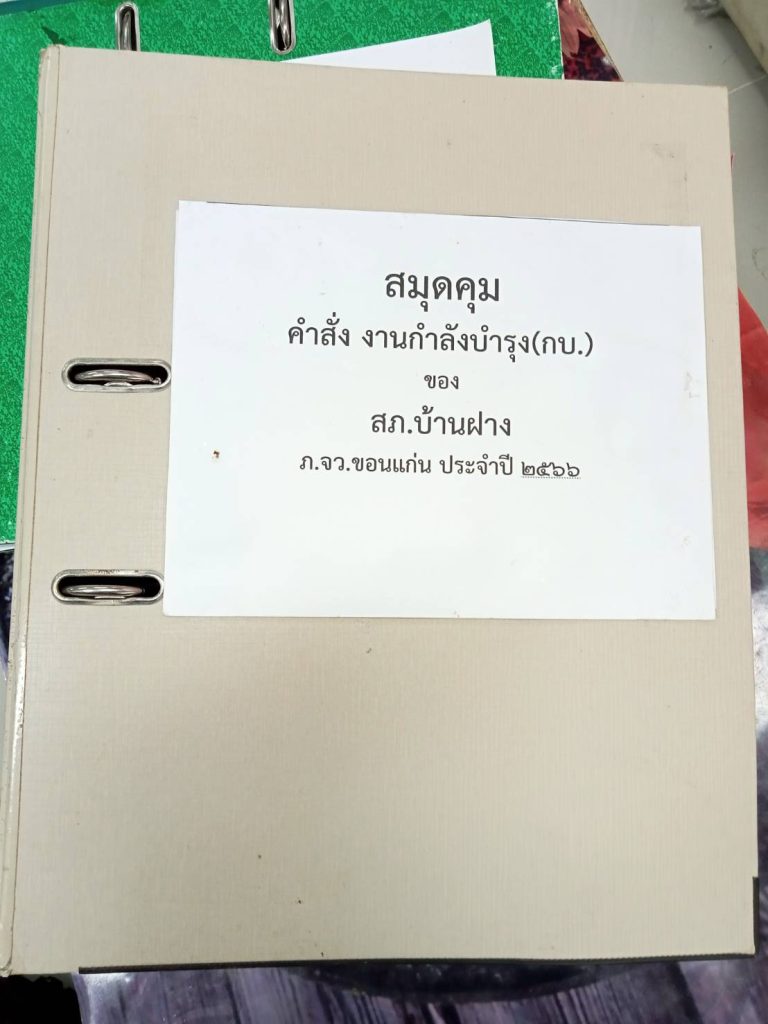 สมุดคุม
คำสั่ง งานกำลังบำรุง(กบ.)
ของ
สภ.บ้านฝาง
ภ.จว.ขอนแก่น ประจำปี ๒๕๖๖